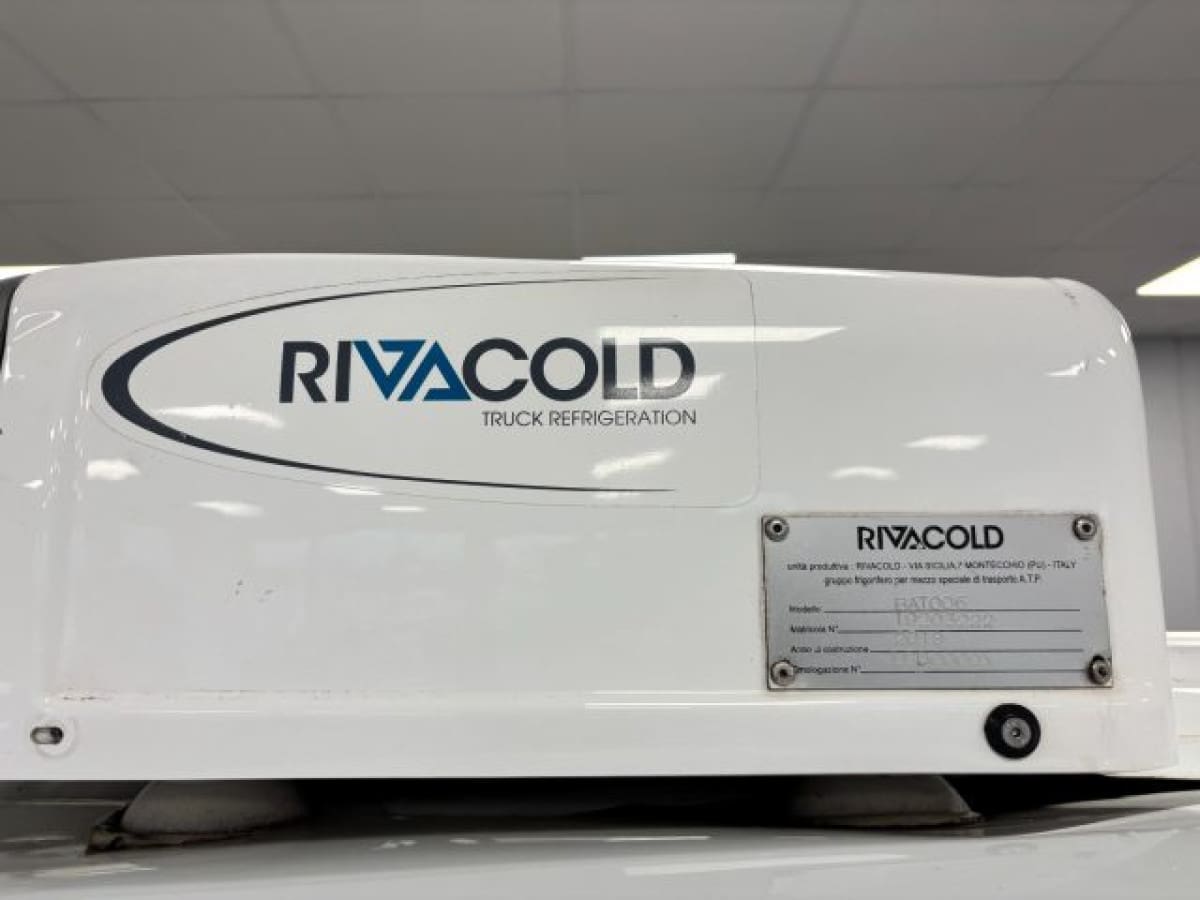 RIVACOLD
TRUCK REFRIGERATION
RIVACOLD
unità produttiva : RIVACOLD - VIA SICILIA,7 MONTECCHIO (PU) - ITALY
gruppo frigorifero per mezzo speciale di trasporto A.T.P.
Modello
Matricola N°
Anno di costruzione
Omologazione N°